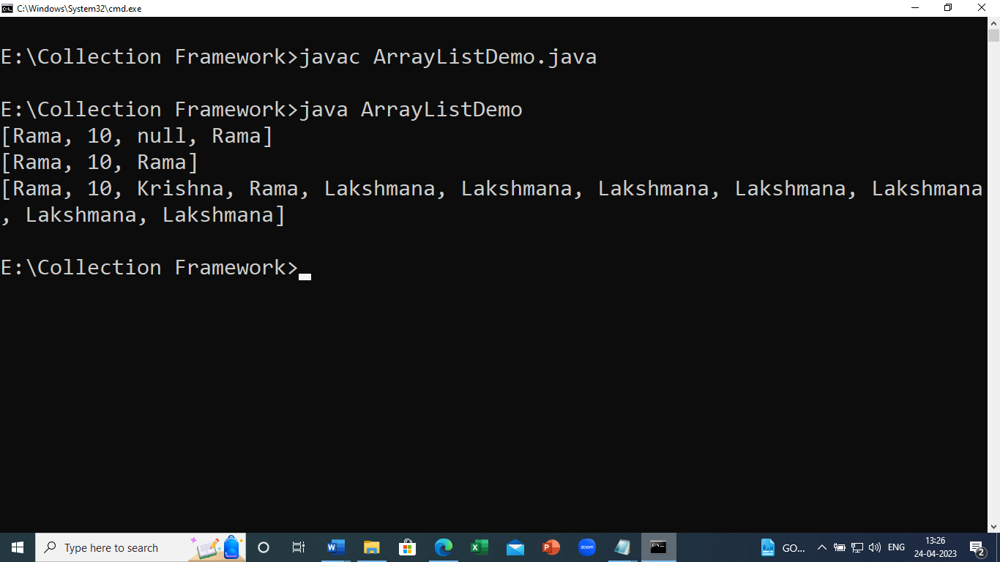 C:\Windows\System32\cmd.exe
E:\Collection Framework>javac ArrayListDemo.java
E:\Collection Framework>java ArrayListDemo
[Rama, 10, null, Rama]
[Rama, 10, Rama]
[Rama, 10, Krishna, Rama, Lakshmana, Lakshmana, Lakshmana, Lakshmana, Lakshmana
, Lakshmana, Lakshmana]
E:\Collection Framework>
Type here to search
zoom
GO...
ENG
13:26
24-04-2023
2